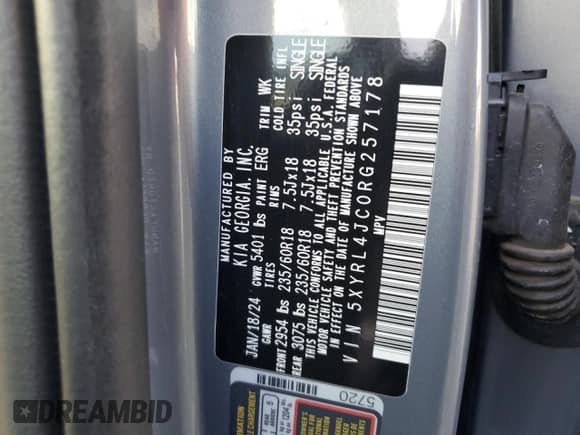 MANUFACTURED BY
KIA GEORGIA, INC.
JAN/18/24 GVWR 5401 lbs PAINT ERG TRIM WK
GAWR TIRES RIMS COLD TIRE INFL
FRONT 2954 lbs 235/60R18 7.5Jx18 35psi SINGLE
REAR 3075 lbs 235/60R18 7.5Jx18 35psi SINGLE
THIS VEHICLE CONFORMS TO ALL APPLICABLE U.S.A. FEDERAL
MOTOR VEHICLE SAFETY AND THEFT PREVENTION STANDARDS
AND BUMPER IN EFFECT ON THE DATE OF MANUFACTURE SHOWN ABOVE
VIN 5XYRL4JC0RG257178
MPV
5720
DREAMBID